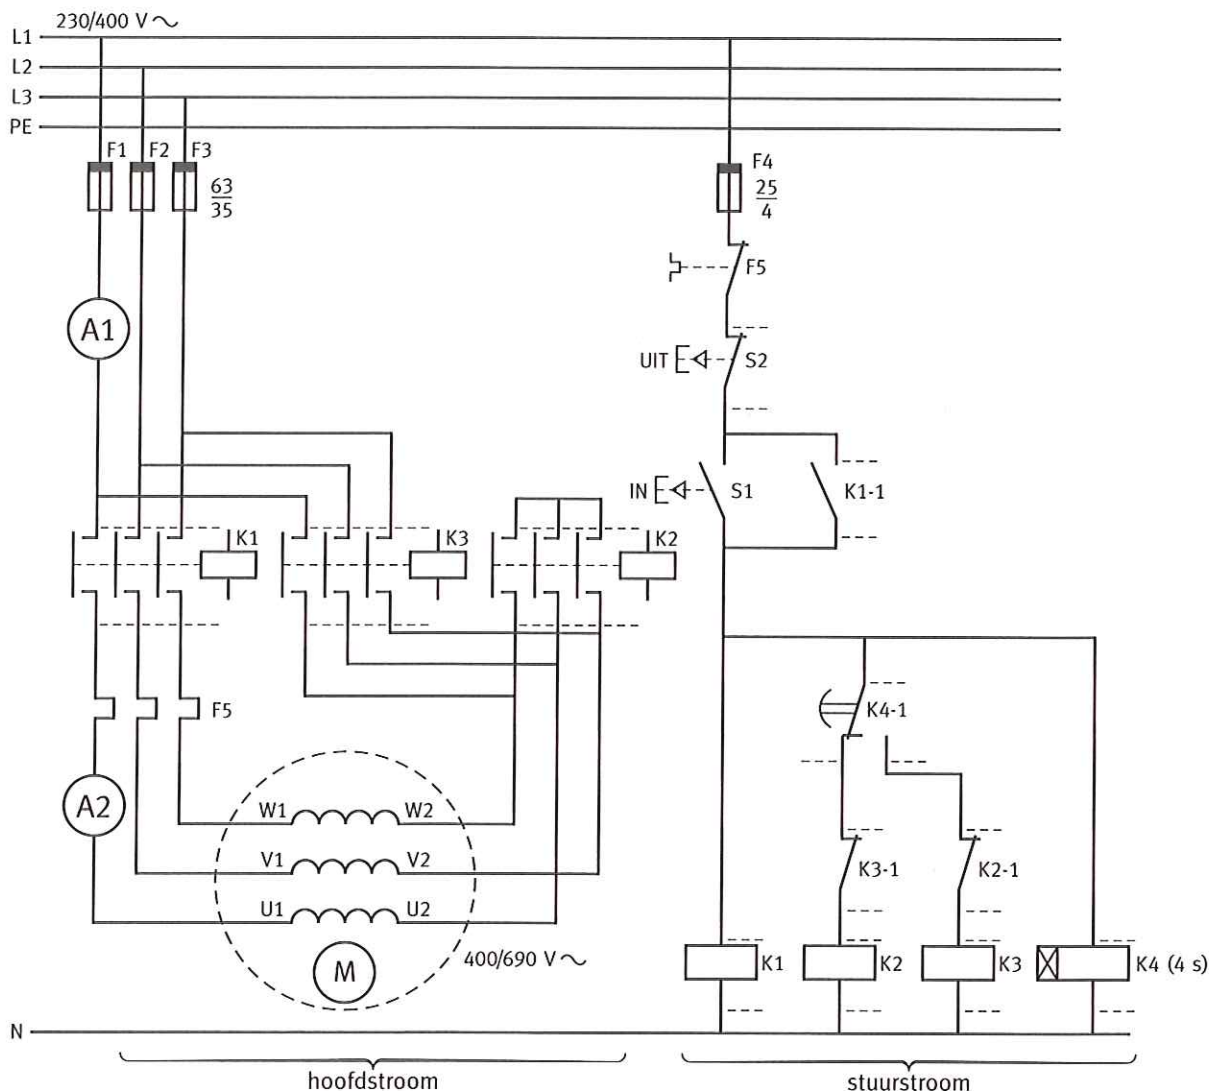 230/400 V ~
L1
L2
L3
PE
F1 F2 F3
63
35
F4
25
4
F5
A1
UIT S2
IN S1 K1-1
K1 K3 K2
F5
K4-1
A2
W1 W2
V1 V2
K3-1 K2-1
U1 U2
M
400/690 V ~
K1 K2 K3 K4 (4 s)
N
hoofdstroom stuurstroom